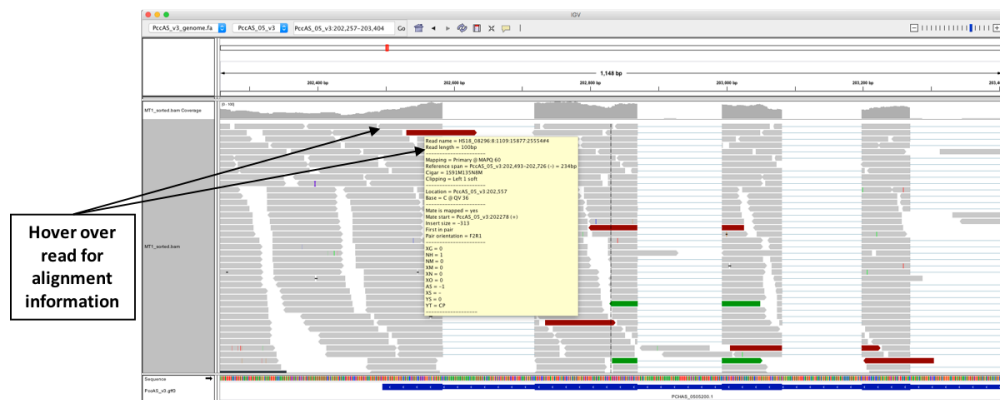 IGV
PccAS_v3_genome.fa
PccAS_05_v3
PccAS_05_v3:202,257-203,404
Go
1,148 bp
202,400 bp
202,600 bp
202,800 bp
203,000 bp
203,200 bp
MT1_sorted.bam Coverage
Read name = HS18_08296:8:1109:15877:25554#4
Read length = 100bp
Mapping = Primary @ MAPQ 60
Reference span = PccAS_05_v3:202,493-202,726 (-) = 234bp
Cigar = 1S91M135N8M
Clipping = Left 1 soft
Location = PccAS_05_v3:202,557
Base = C @ QV 36
Mate is mapped = yes
Mate start = PccAS_05_v3:202278 (+)
Insert size = -313
First in pair
Pair orientation = F2R1
XG = 0
NH = 1
NM = 0
XM = 0
XN = 0
XO = 0
AS = -1
XS = -
YS = 0
YT = CP
Hover over
read for
alignment
information
MT1_sorted.bam
Sequence
PccAS_v3.gff3
PCHAS_0505200.1